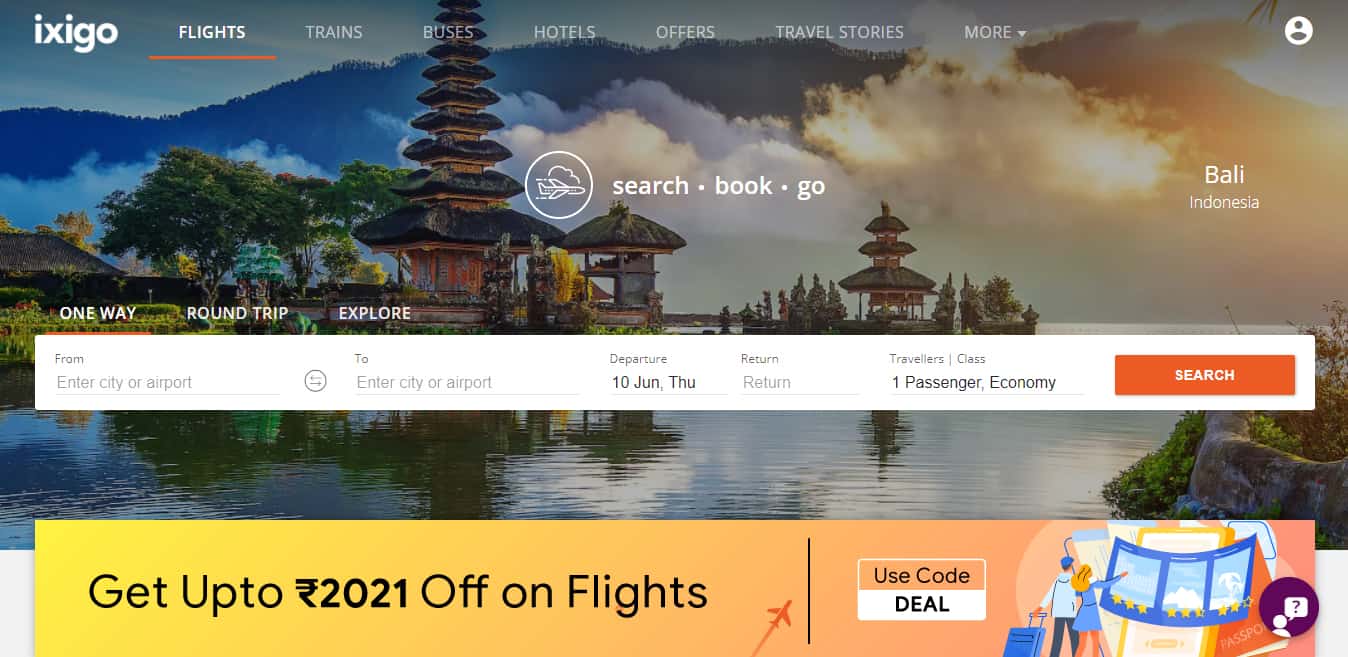 ixigo
FLIGHTS TRAINS BUSES HOTELS OFFERS TRAVEL STORIES MORE
search • book • go
Bali
Indonesia
ONE WAY ROUND TRIP EXPLORE
From To Departure Return Travellers | Class
Enter city or airport Enter city or airport 10 Jun, Thu Return 1 Passenger, Economy SEARCH
Get Upto ₹2021 Off on Flights
Use Code
DEAL
?